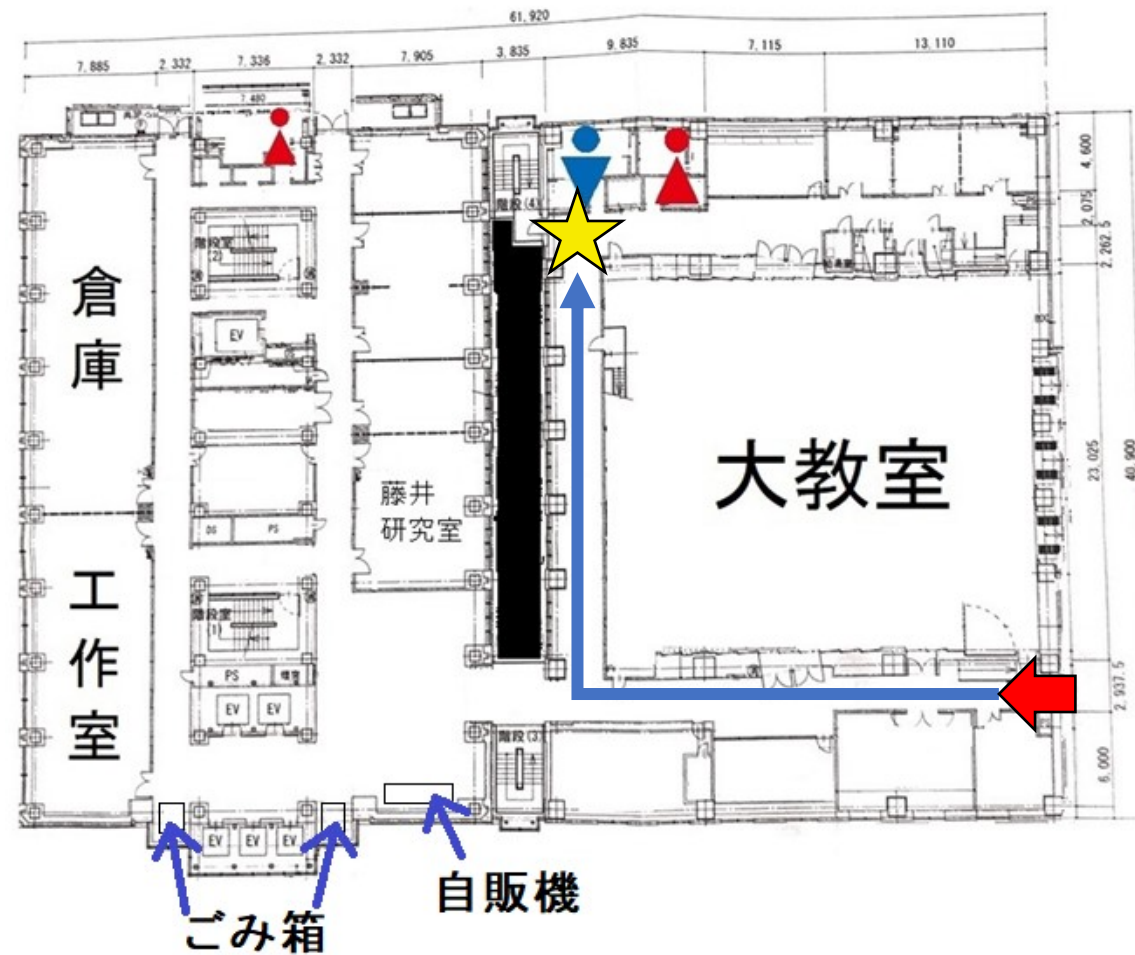 61,920
7,885
2,332
7,336
2,332
7,905
3,835
9,835
7,115
13,110
7,480
4,600
2,075
2,262.5
23,025
40,900
2,937.5
6,000
階段(4)
階段室
(2)
倉庫
EV
大教室
藤井
研究室
DS
PS
工作室
階段室
(1)
PS
EV
EV
階段(3)
EV
EV
EV
自販機
ごみ箱